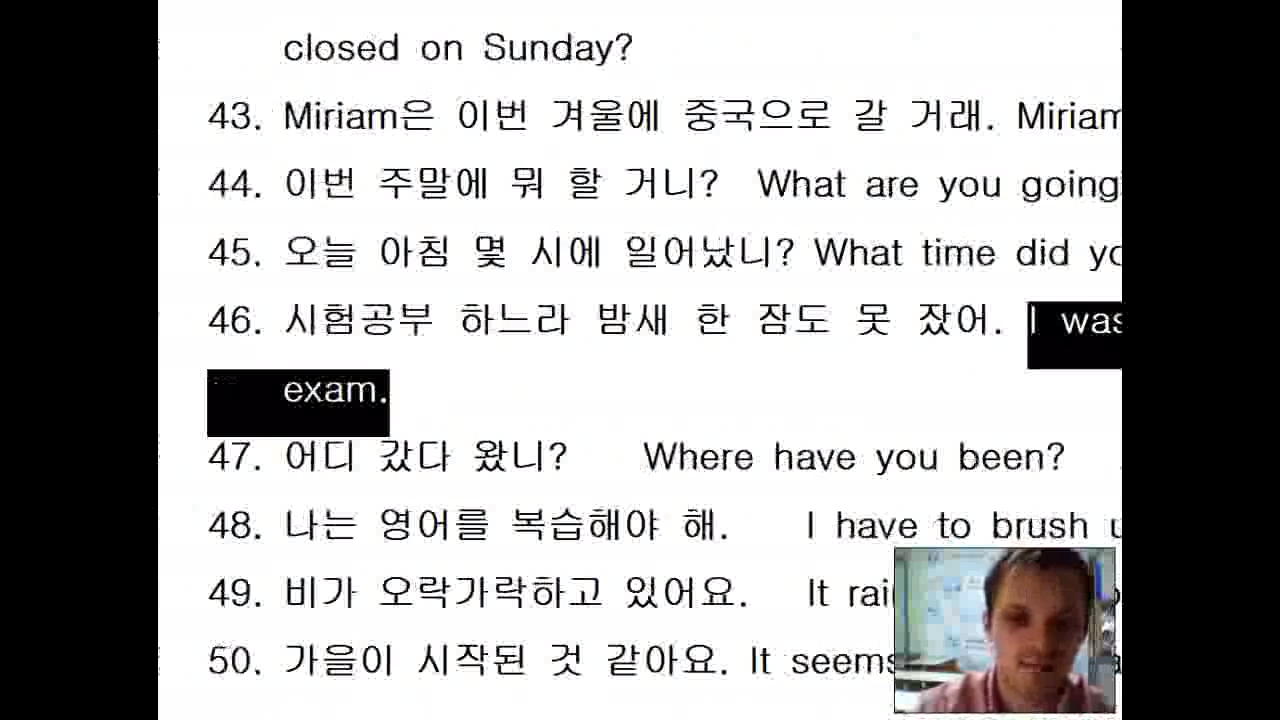 closed on Sunday?
43. Miriam은 이번 겨울에 중국으로 갈 거래. Miriam
44. 이번 주말에 뭐 할 거니? What are you going
45. 오늘 아침 몇 시에 일어났니? What time did
46. 시험공부 하느라 밤새 한 잠도 못 잤어. I was
exam.
47. 어디 갔다 왔니? Where have you been?
48. 나는 영어를 복습해야 해. I have to brush
49. 비가 오락가락하고 있어요. It
50. 가을이 시작된 것 같아요. It seems